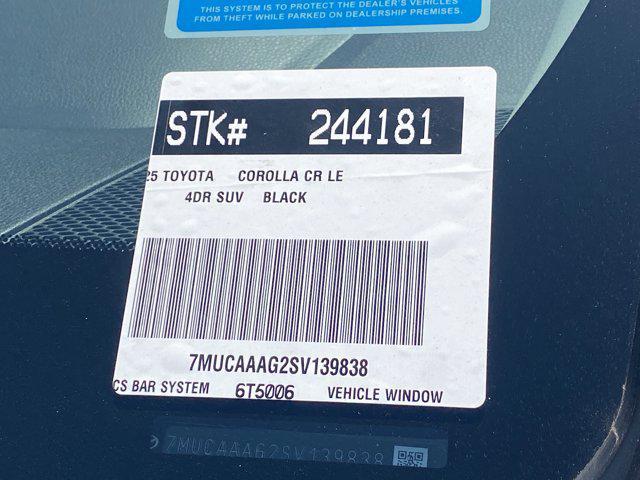 THIS SYSTEM IS TO PROTECT THE DEALER'S VEHICLES
FROM THEFT WHILE PARKED ON DEALERSHIP PREMISES.
STK# 244181
25 TOYOTA COROLLA CR LE
4DR SUV BLACK
7MUCAAAG2SV139838
CS BAR SYSTEM 6T5006 VEHICLE WINDOW
7MUCAAAG2SV139838